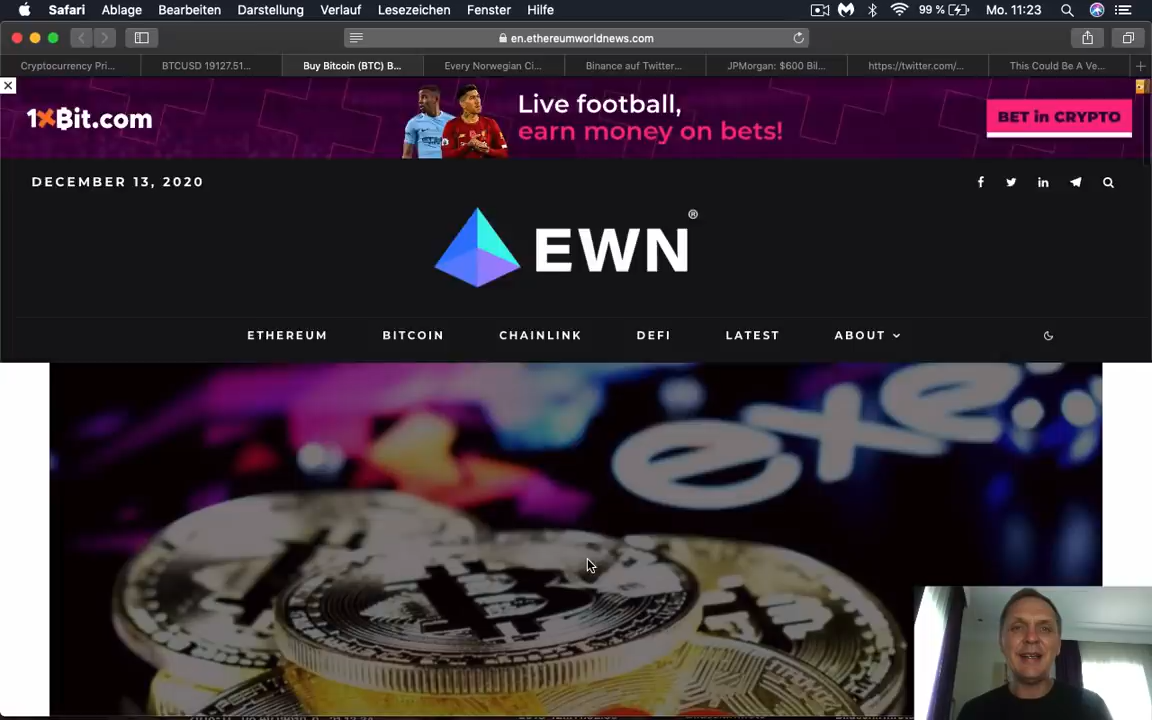 Safari Ablage Bearbeiten Darstellung Verlauf Lesezeichen Fenster Hilfe 99 % Mo. 11:23
en.ethereumworldnews.com
Cryptocurrency Pri... BTCUSD 19127.51... Buy Bitcoin (BTC) B... Every Norwegian Ci... Binance auf Twitter... JPMorgan: $600 Bil... https://twitter.com/... This Could Be A Ve...
1xBit.com
Live football,
earn money on bets!
BET in CRYPTO
DECEMBER 13, 2020
EWN®
ETHEREUM BITCOIN CHAINLINK DEFI LATEST ABOUT
exe